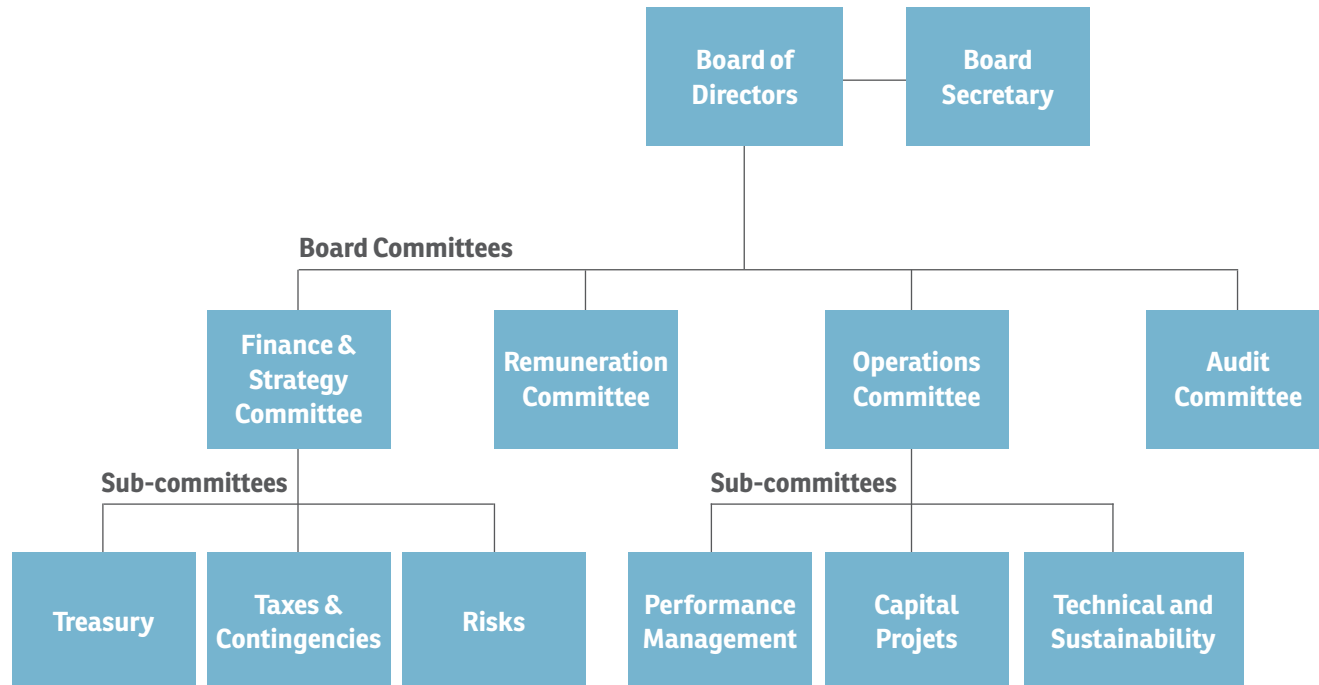 Board of
Directors
Board
Secretary
Board Committees
Finance &
Strategy
Committee
Remuneration
Committee
Operations
Committee
Audit
Committee
Sub-committees
Sub-committees
Treasury
Taxes &
Contingencies
Risks
Performance
Management
Capital
Projets
Technical and
Sustainability